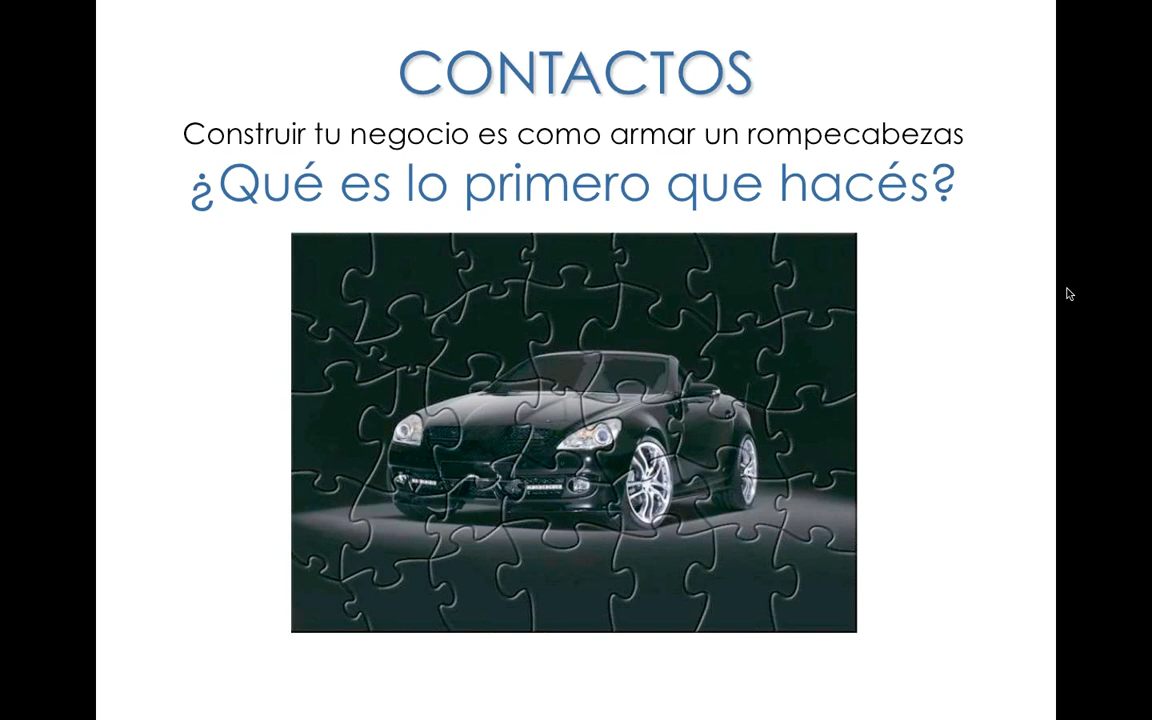 CONTACTOS
Construir tu negocio es como armar un rompecabezas
¿Qué es lo primero que hacés?